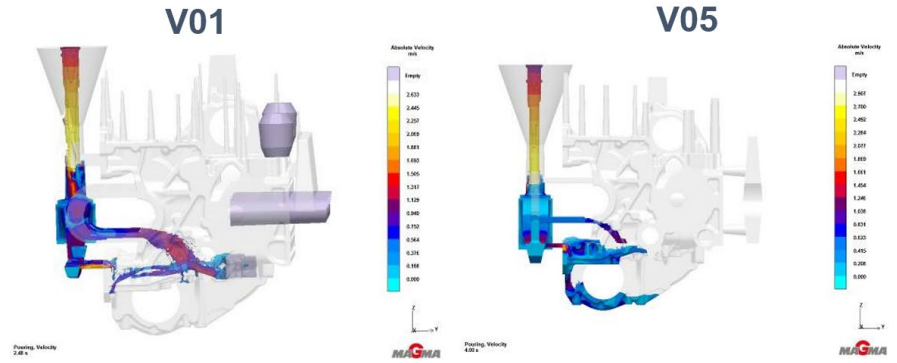 V01
V05
Absolute Velocity
m/s
Empty
2.633
2.445
2.257
2.069
1.881
1.693
1.505
1.317
1.129
0.940
0.752
0.564
0.376
0.188
0.000
Z
X
Y
Pouring, Velocity
2.48 s
MAGMA
Absolute Velocity
m/s
Empty
2.907
2.700
2.492
2.284
2.077
1.869
1.661
1.454
1.246
1.038
0.831
0.623
0.415
0.208
0.000
Z
X
Y
Pouring, Velocity
4.00 s
MAGMA